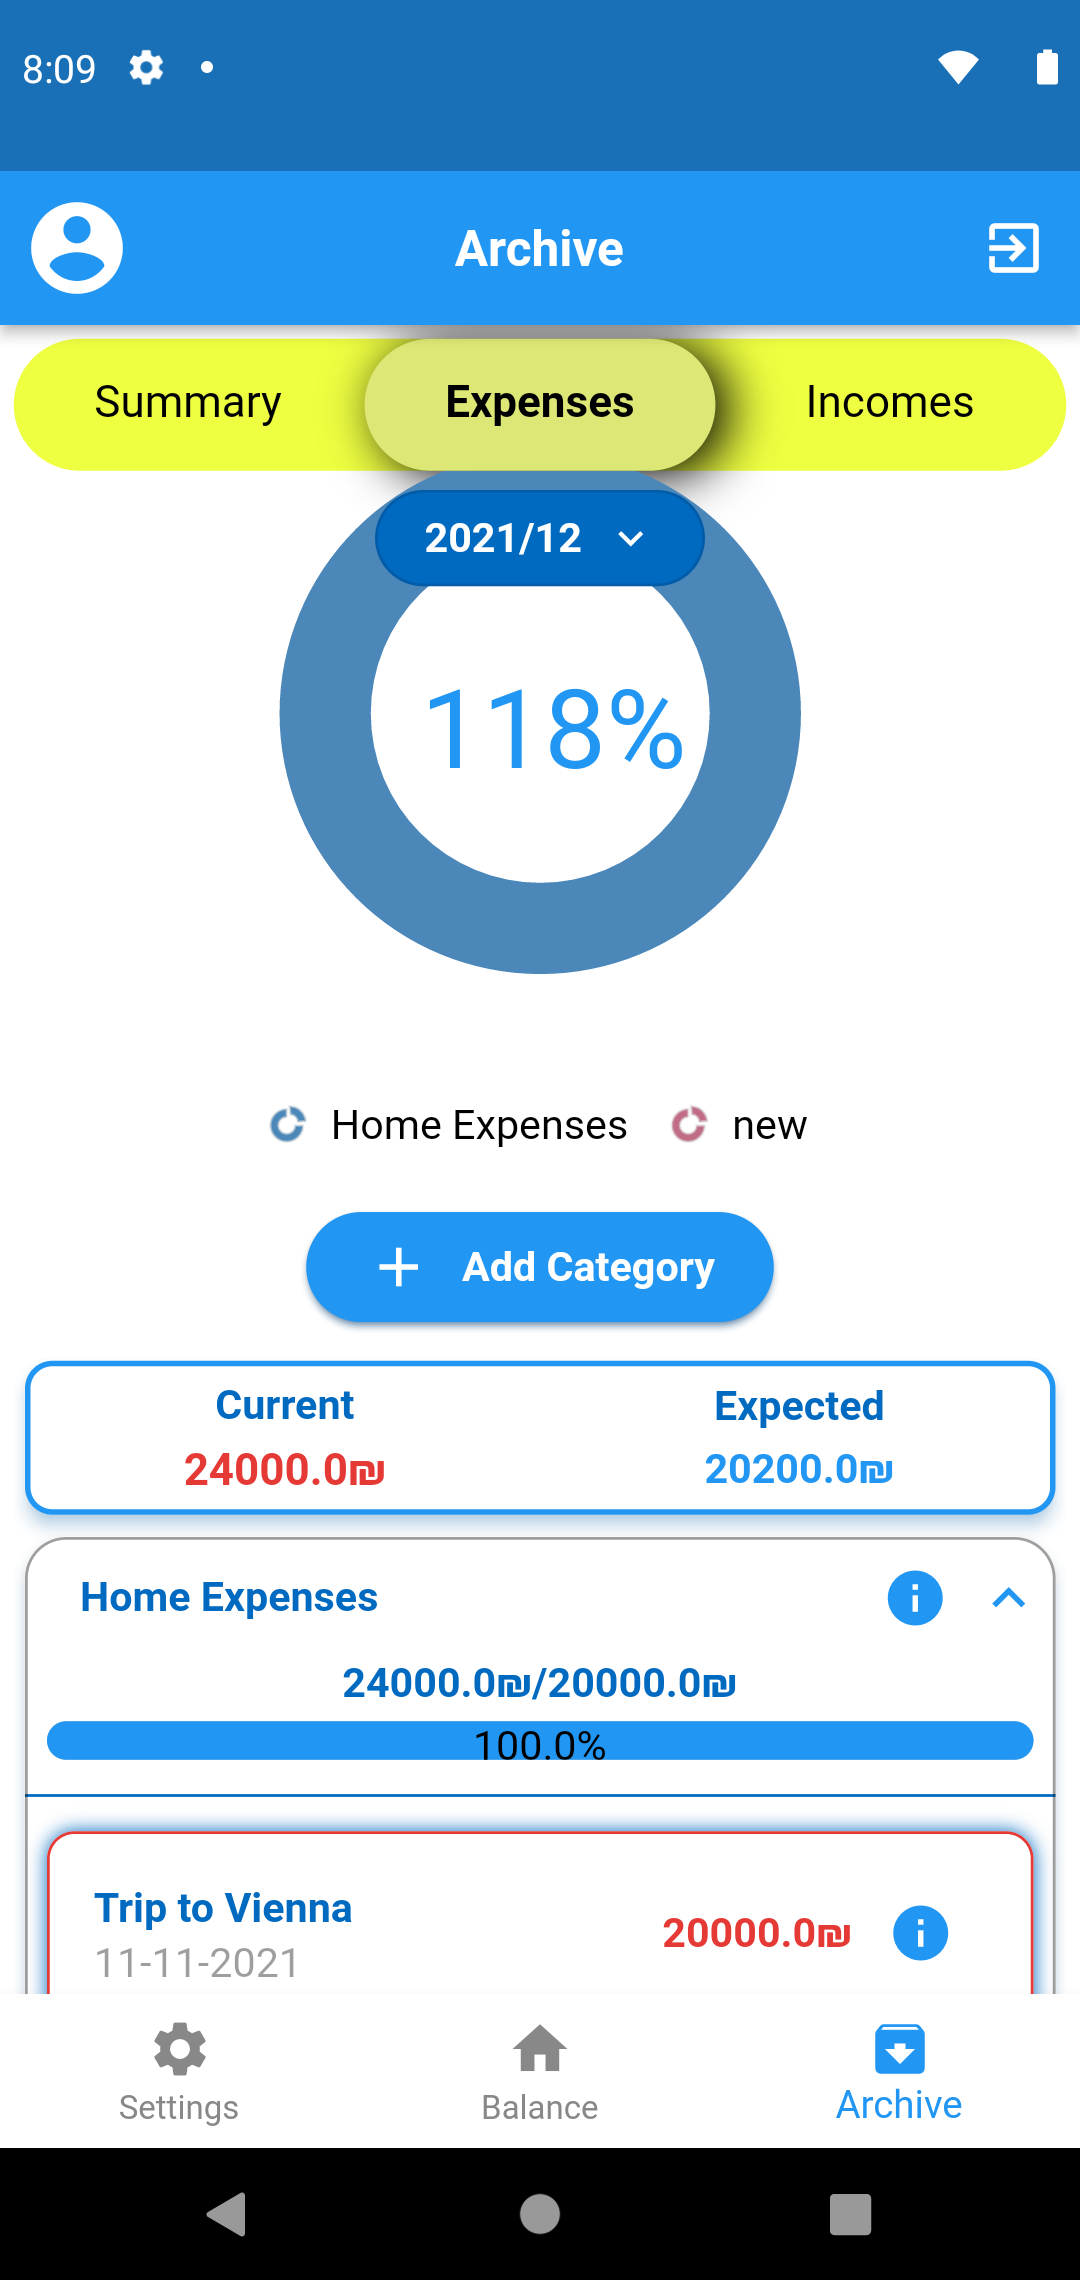 8:09
Archive
Summary Expenses Incomes
2021/12
118%
Home Expenses new
Add Category
Current Expected
24000.0₪ 20200.0₪
Home Expenses
24000.0₪/20000.0₪
100.0%
Trip to Vienna
20000.0₪
11-11-2021
Settings Balance Archive